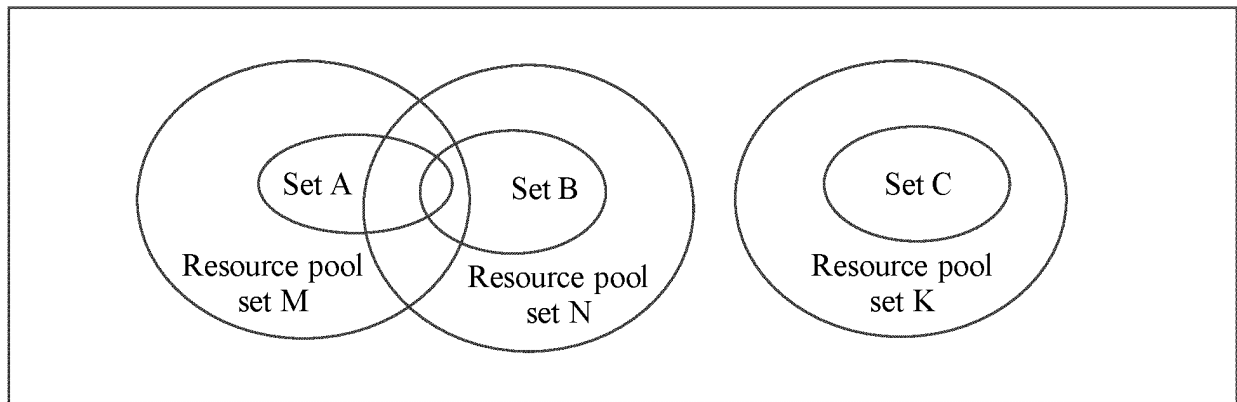 Set A
Set B
Set C
Resource pool
set M
Resource pool
set N
Resource pool
set K